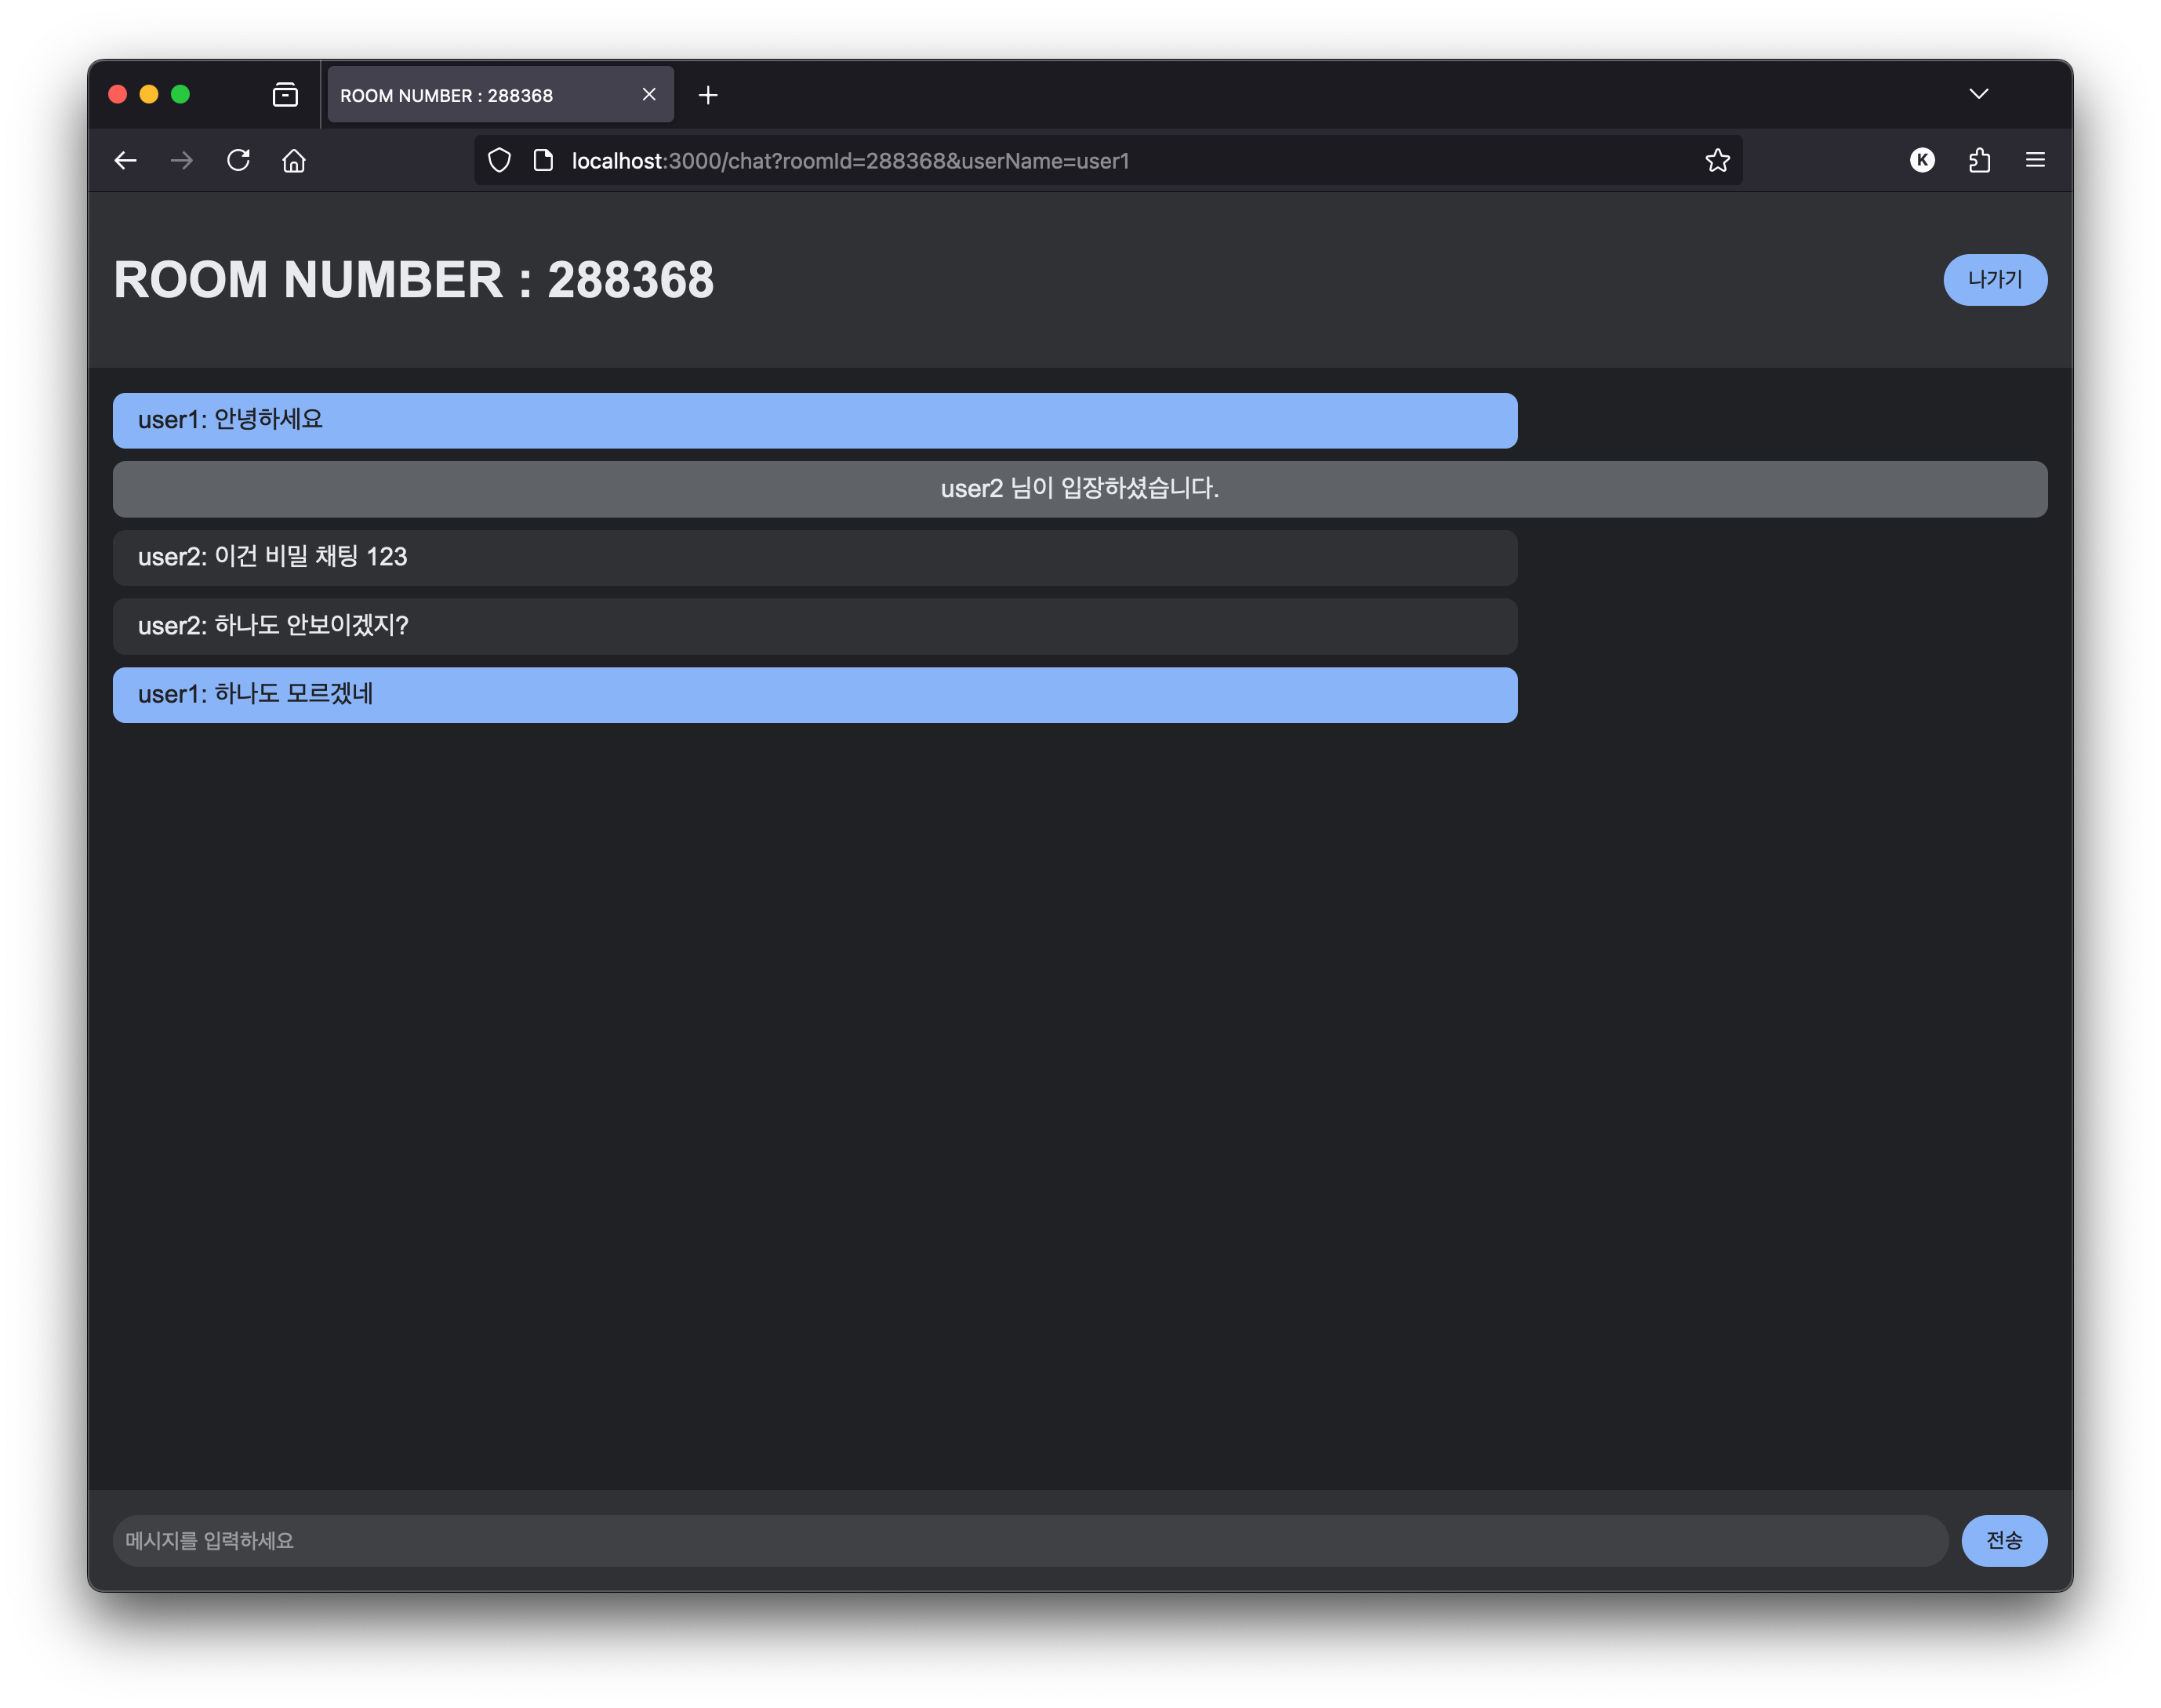 ROOM NUMBER : 288368
localhost:3000/chat?roomId=288368&userName=user1
K
ROOM NUMBER : 288368
나가기
user1: 안녕하세요
user2 님이 입장하셨습니다.
user2: 이건 비밀 채팅 123
user2: 하나도 안보이겠지?
user1: 하나도 모르겠네
메시지를 입력하세요
전송